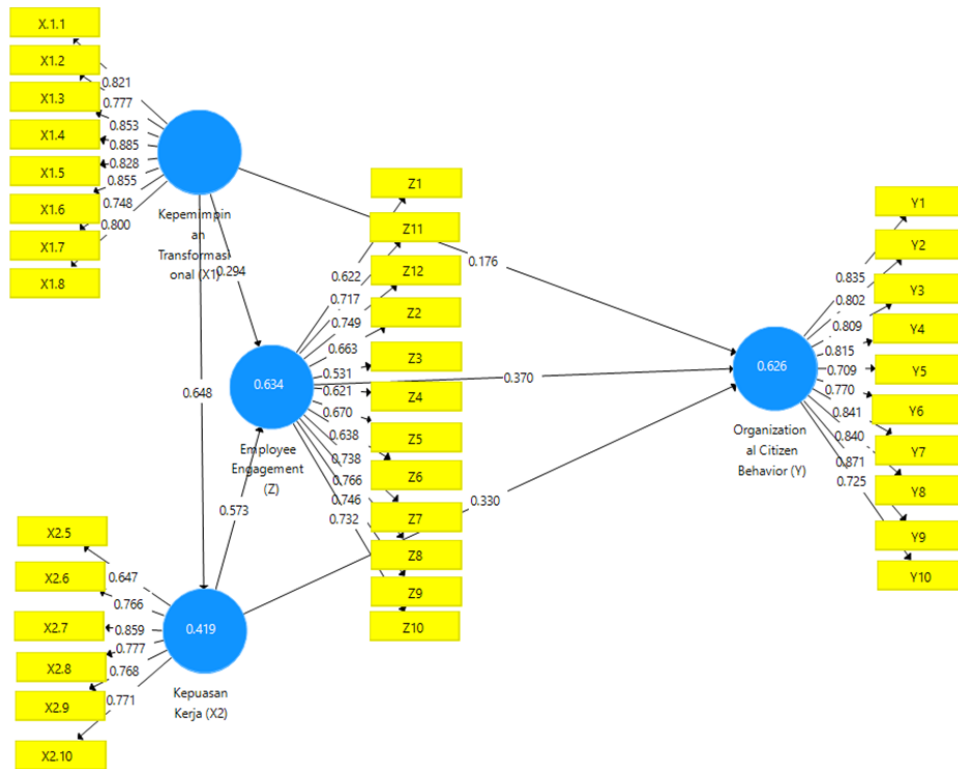 X.1.1
X1.2
X1.3
X1.4
X1.5
X1.6
X1.7
X1.8
0.821
0.777
0.853
0.885
0.828
0.855
0.748
0.800
Kepemimpin
an
Transformasi
onal (X1)
0.294
0.648
0.176
Z1
Z11
Z12
Z2
Z3
Z4
Z5
Z6
Z7
Z8
Z9
Z10
0.622
0.717
0.749
0.663
0.531
0.621
0.670
0.638
0.738
0.766
0.746
0.732
0.634
Employee
Engagement
(Z)
0.370
0.573
0.330
Y1
Y2
Y3
Y4
Y5
Y6
Y7
Y8
Y9
Y10
0.835
0.802
0.809
0.815
0.709
0.770
0.841
0.840
0.871
0.725
0.626
Organization
al Citizen
Behavior (Y)
X2.5
X2.6
X2.7
X2.8
X2.9
X2.10
0.647
0.766
0.859
0.777
0.768
0.771
0.419
Kepuasan
Kerja (X2)